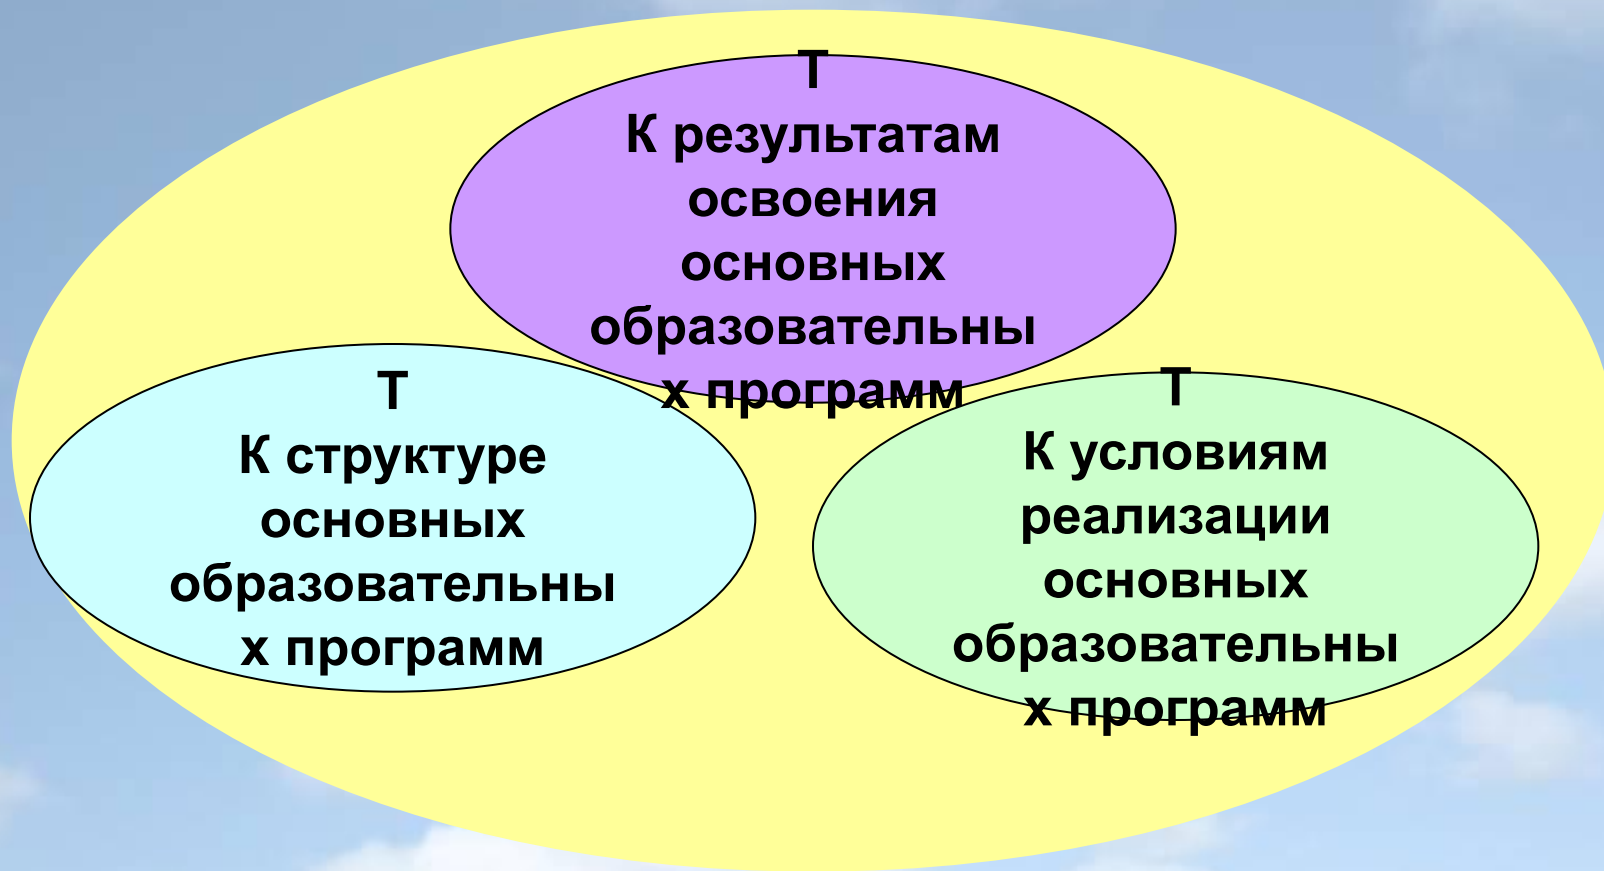 Т
К результатам
освоения
основных
образовательны
х программ
Т
К структуре
основных
образовательны
х программ
Т
К условиям
реализации
основных
образовательны
х программ